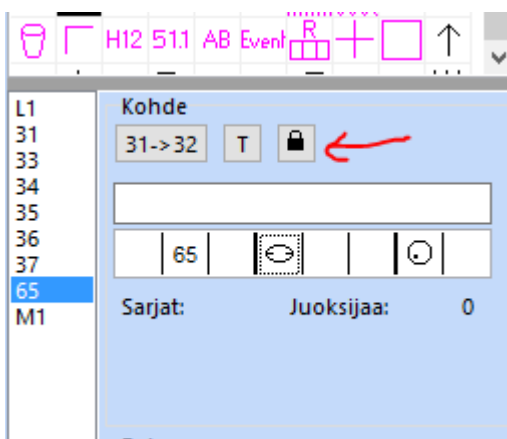 H12 51.1 AB Event R
L1
31
33
34
35
36
37
65
M1
Kohde
31->32 T
65
Sarjat: Juoksijaa: 0